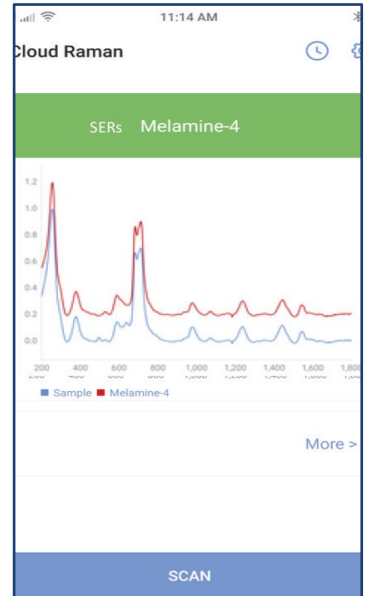 11:14 AM
Cloud Raman
SERs Melamine-4
1.2
1.0
0.8
0.6
0.4
0.2
0.0
200 400 600 800 1,000 1,200 1,400 1,600 1,800
Sample Melamine-4
More >
SCAN